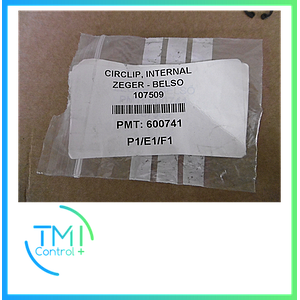 CIRCLIP, INTERNAL
ZEGER - BELSO
107509
PMT: 600741
P1/E1/F1
TMI
Control +